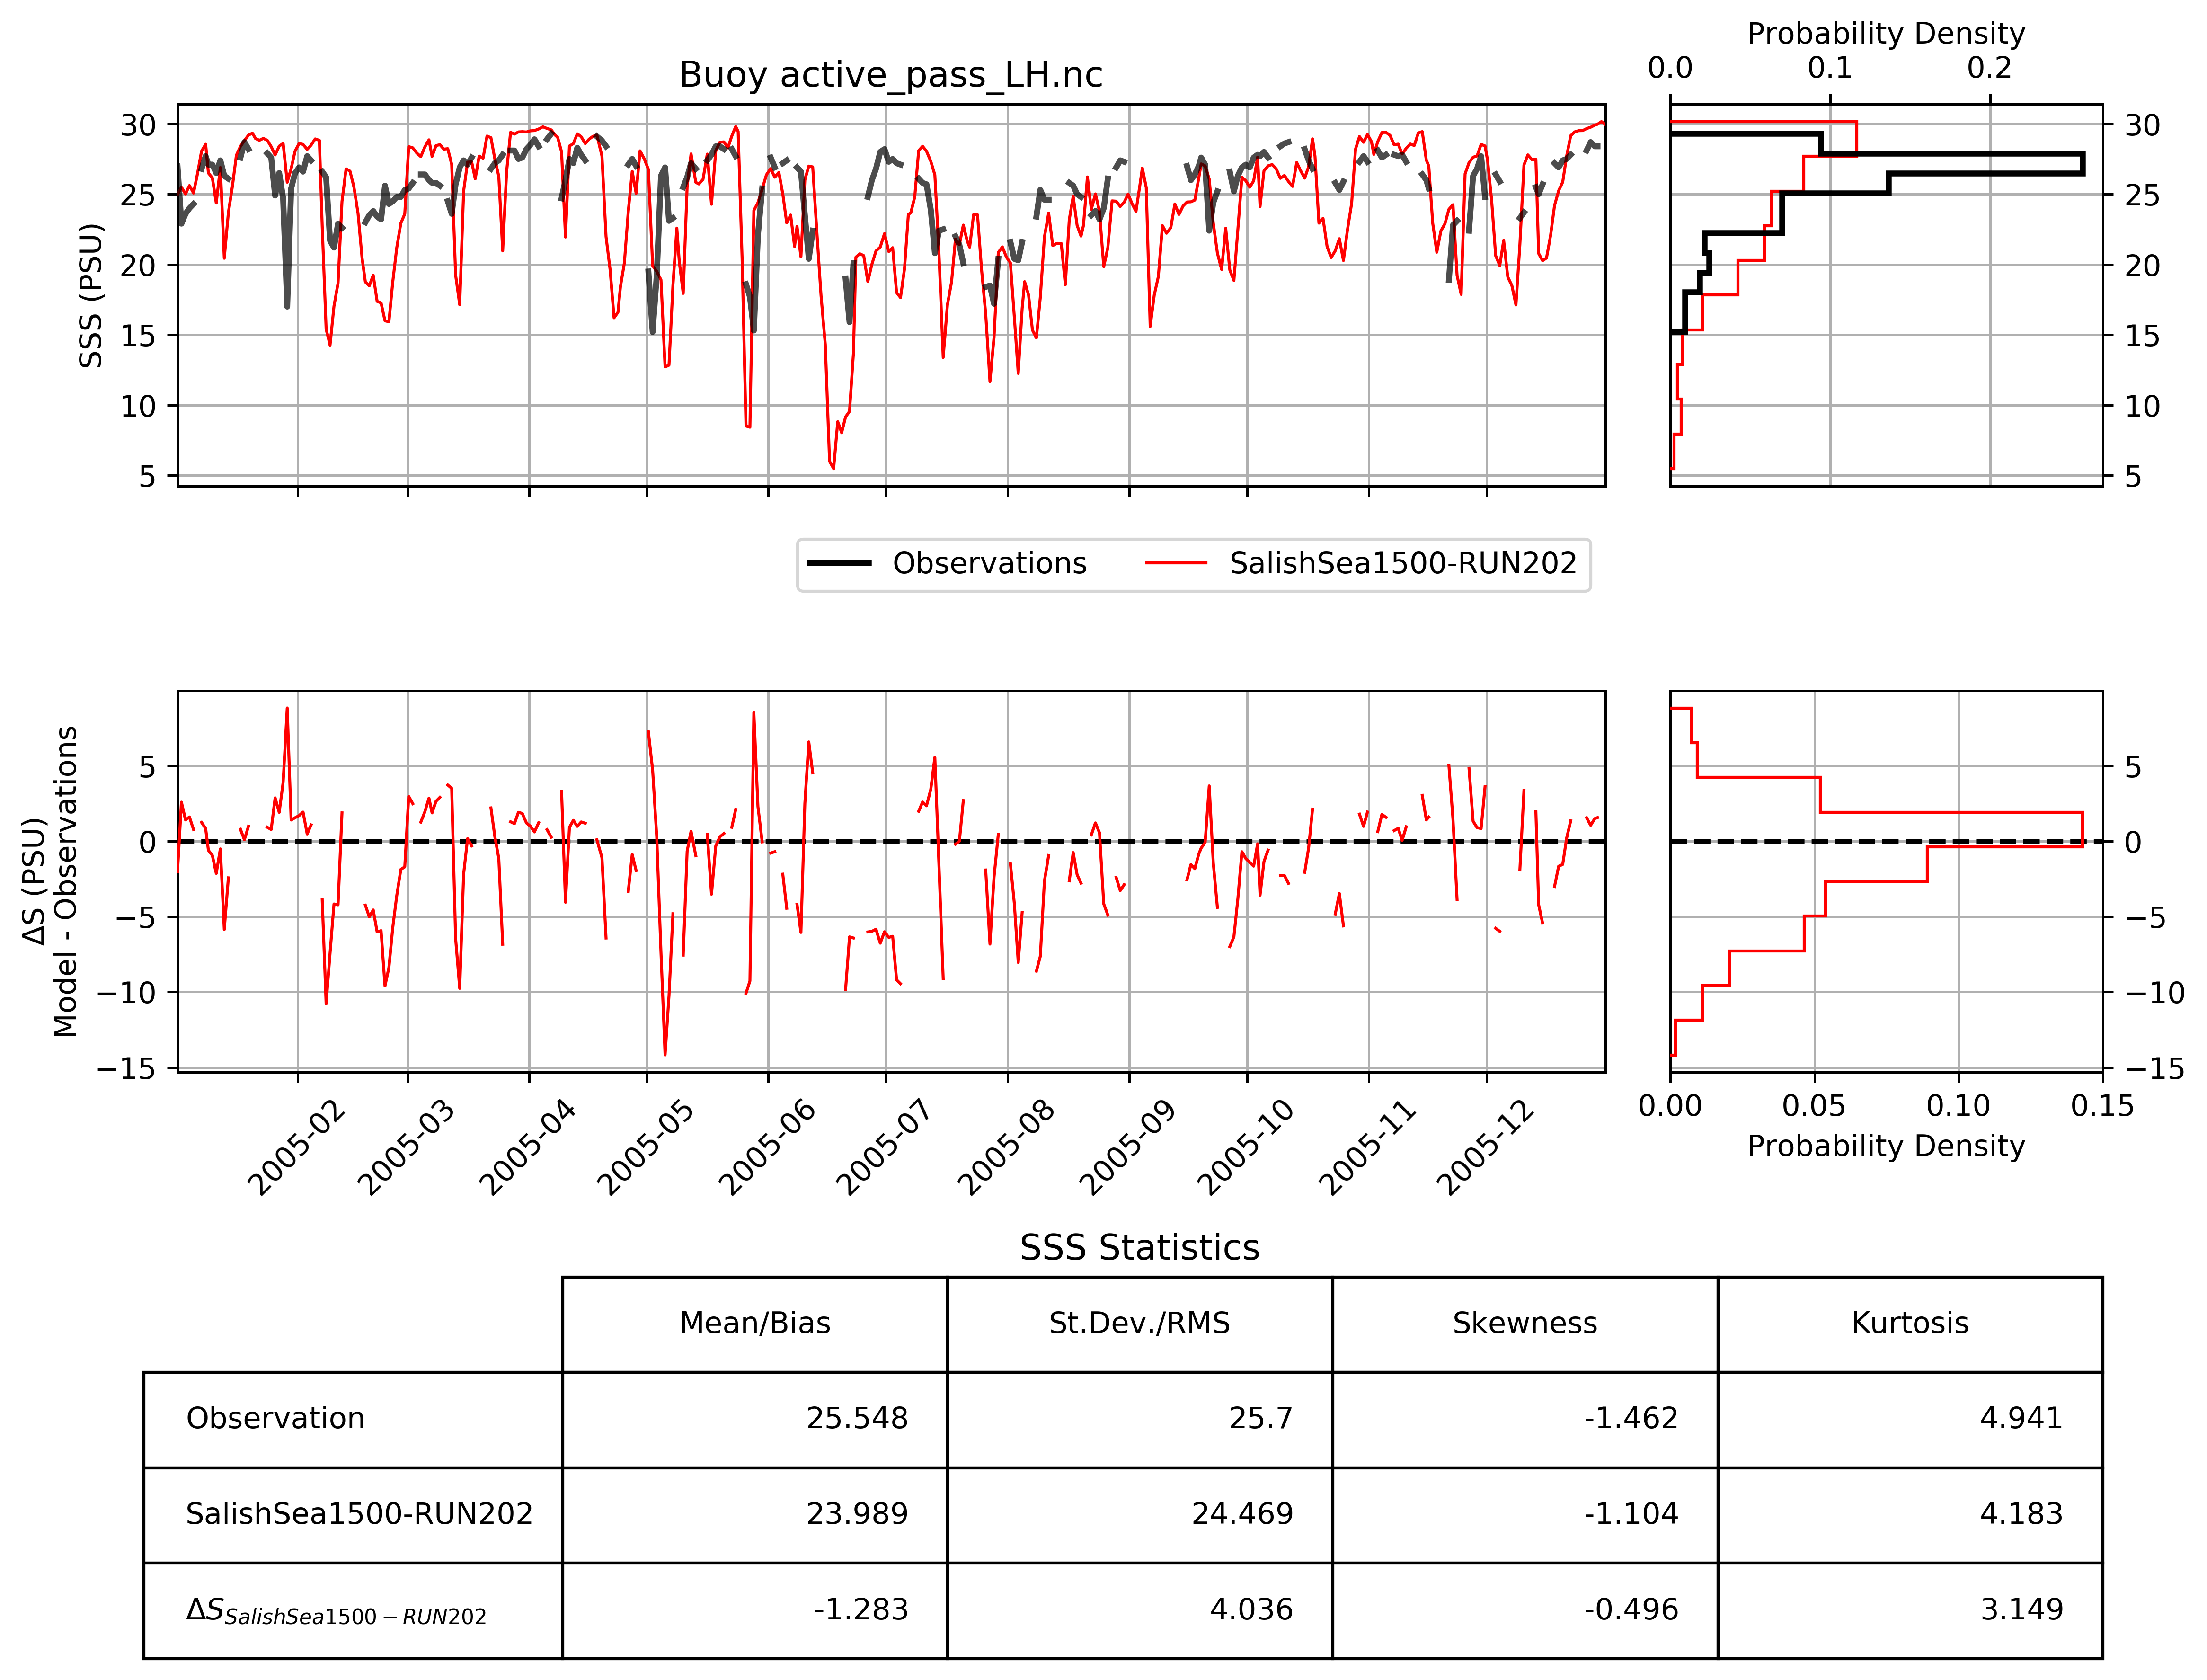 Probability Density
0.0 0.1 0.2
Buoy active_pass_LH.nc
30 25 20 15 10 5
SSS (PSU)
30 25 20 15 10 5
Observations SalishSea1500-RUN202
ΔS (PSU)
Model - Observations
5 0 −5 −10 −15
5 0 −5 −10 −15
2005-02 2005-03 2005-04 2005-05 2005-06 2005-07 2005-08 2005-09 2005-10 2005-11 2005-12
0.00 0.05 0.10 0.15
Probability Density
SSS Statistics
Mean/Bias St.Dev./RMS Skewness Kurtosis
Observation 25.548 25.7 -1.462 4.941
SalishSea1500-RUN202 23.989 24.469 -1.104 4.183
ΔS SalishSea1500−RUN202 -1.283 4.036 -0.496 3.149